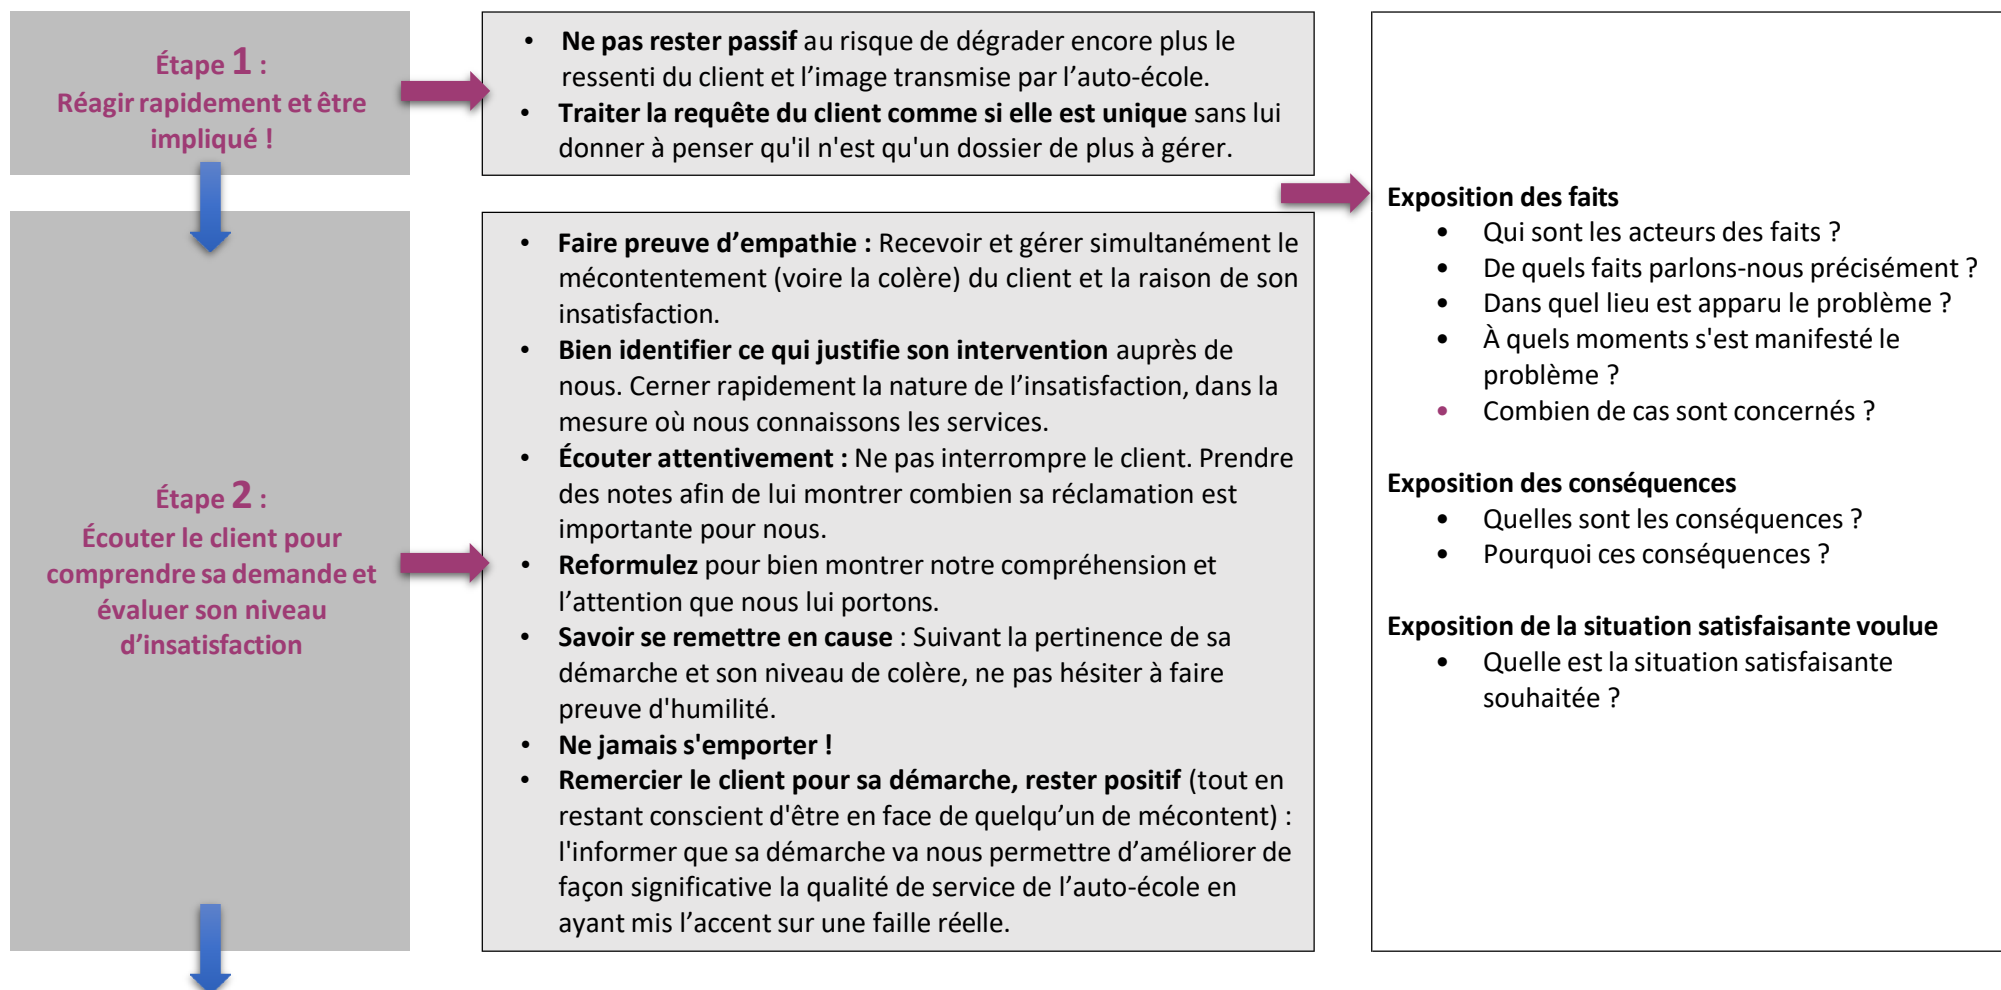 Étape 1 :
Réagir rapidement et être
impliqué !
• Ne pas rester passif au risque de dégrader encore plus le
ressenti du client et l’image transmise par l’auto-école.
• Traiter la requête du client comme si elle est unique sans lui
donner à penser qu'il n'est qu'un dossier de plus à gérer.
Étape 2 :
Écouter le client pour
comprendre sa demande et
évaluer son niveau
d’insatisfaction
• Faire preuve d’empathie : Recevoir et gérer simultanément le
mécontentement (voire la colère) du client et la raison de son
insatisfaction.
• Bien identifier ce qui justifie son intervention auprès de
nous. Cerner rapidement la nature de l’insatisfaction, dans la
mesure où nous connaissons les services.
• Écouter attentivement : Ne pas interrompre le client. Prendre
des notes afin de lui montrer combien sa réclamation est
importante pour nous.
• Reformulez pour bien montrer notre compréhension et
l’attention que nous lui portons.
• Savoir se remettre en cause : Suivant la pertinence de sa
démarche et son niveau de colère, ne pas hésiter à faire
preuve d'humilité.
• Ne jamais s'emporter !
• Remercier le client pour sa démarche, rester positif (tout en
restant conscient d'être en face de quelqu’un de mécontent) :
l'informer que sa démarche va nous permettre d’améliorer de
façon significative la qualité de service de l’auto-école en
ayant mis l’accent sur une faille réelle.
Exposition des faits
• Qui sont les acteurs des faits ?
• De quels faits parlons-nous précisément ?
• Dans quel lieu est apparu le problème ?
• À quels moments s'est manifesté le
problème ?
• Combien de cas sont concernés ?
Exposition des conséquences
• Quelles sont les conséquences ?
• Pourquoi ces conséquences ?
Exposition de la situation satisfaisante voulue
• Quelle est la situation satisfaisante
souhaitée ?